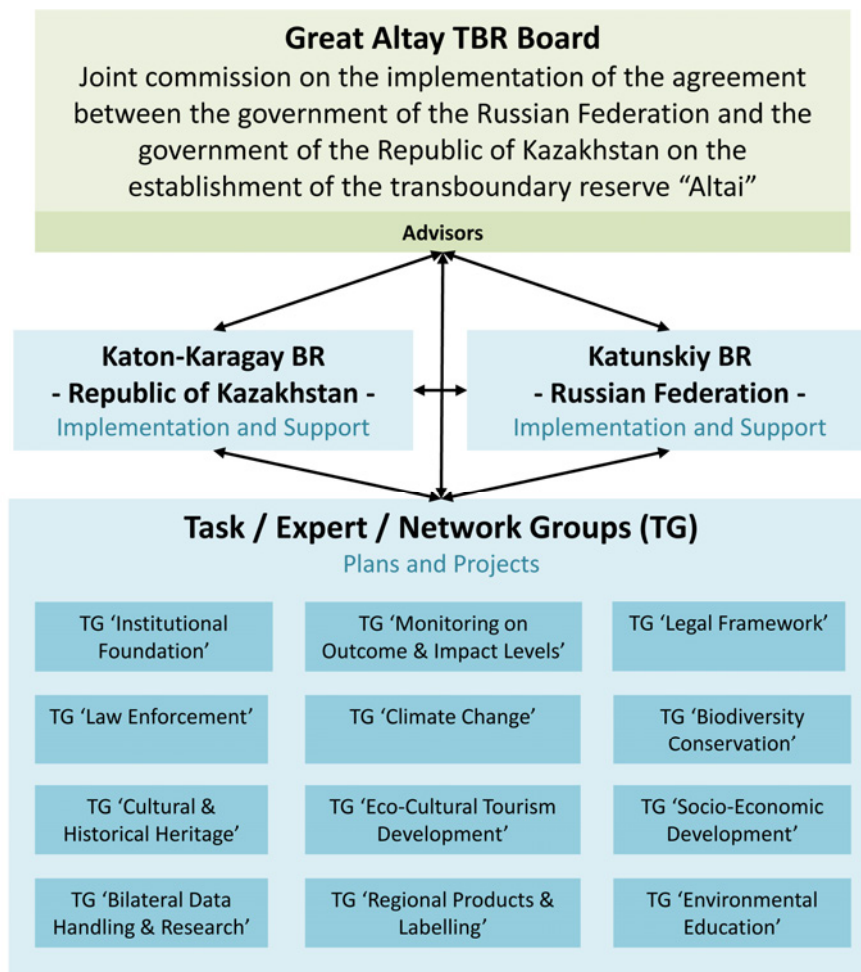 Great Altay TBR Board
Joint commission on the implementation of the agreement
between the government of the Russian Federation and the
government of the Republic of Kazakhstan on the
establishment of the transboundary reserve “Altai”
Advisors
Katon-Karagay BR
- Republic of Kazakhstan -
Implementation and Support
Katunskiy BR
- Russian Federation -
Implementation and Support
Task / Expert / Network Groups (TG)
Plans and Projects
TG ‘Institutional
Foundation’
TG ‘Monitoring on
Outcome & Impact Levels’
TG ‘Legal Framework’
TG ‘Law Enforcement’
TG ‘Climate Change’
TG ‘Biodiversity
Conservation’
TG ‘Cultural &
Historical Heritage’
TG ‘Eco-Cultural Tourism
Development’
TG ‘Socio-Economic
Development’
TG ‘Bilateral Data
Handling & Research’
TG ‘Regional Products &
Labelling’
TG ‘Environmental
Education’